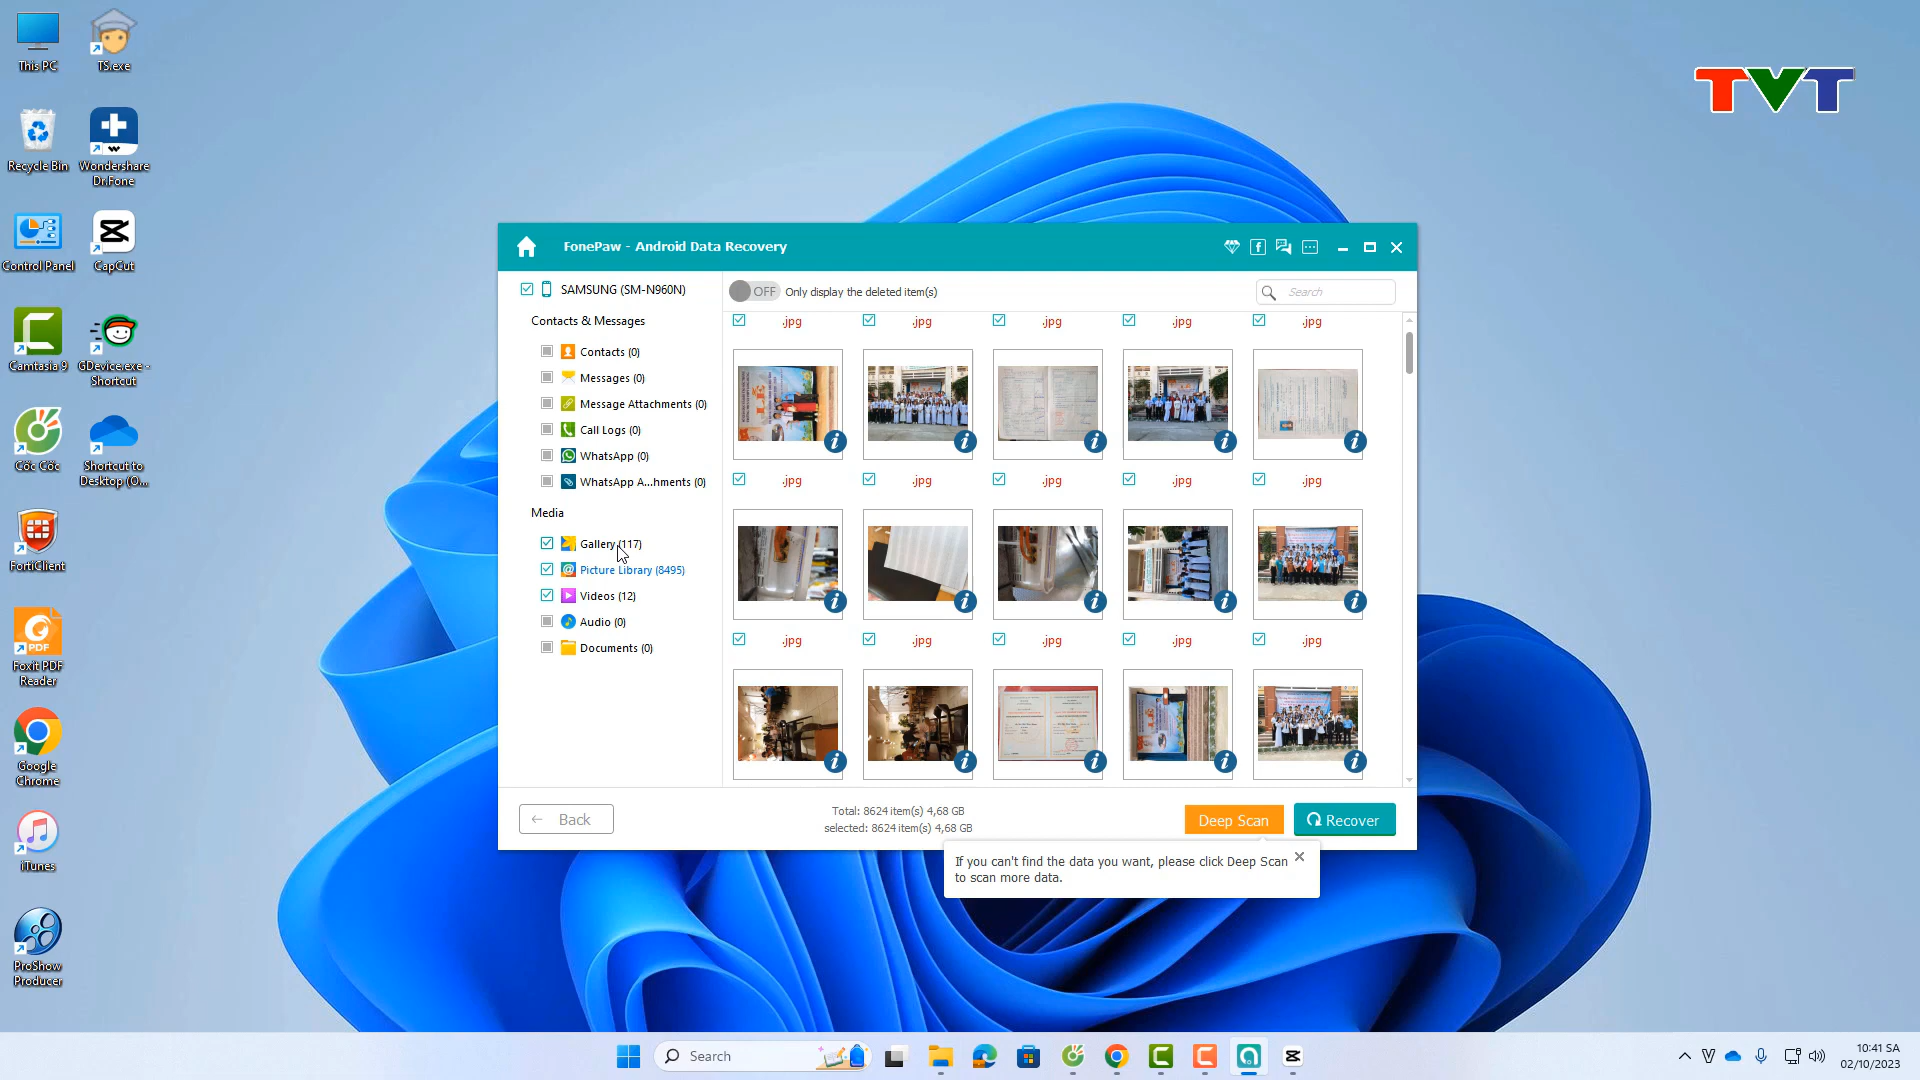 This PC
TS.exe
Recycle Bin
Wondershare
Dr.Fone
Control Panel
CapCut
Camtasia 9
GDevice.exe -
Shortcut
Cốc Cốc
Shortcut to
Desktop (O...
FortiClient
Foxit PDF
Reader
PDF
Google
Chrome
iTunes
ProShow
Producer
TVT
FonePaw - Android Data Recovery
SAMSUNG (SM-N960N)
Contacts & Messages
Contacts (0)
Messages (0)
Message Attachments (0)
Call Logs (0)
WhatsApp (0)
WhatsApp A...hments (0)
Media
Gallery (117)
Picture Library (8495)
Videos (12)
Audio (0)
Documents (0)
OFF Only display the deleted item(s)
Search
.jpg .jpg .jpg .jpg .jpg
.jpg .jpg .jpg .jpg .jpg
.jpg .jpg .jpg .jpg .jpg
Back
Total: 8624 item(s) 4,68 GB
selected: 8624 item(s) 4,68 GB
Deep Scan
Recover
If you can't find the data you want, please click Deep Scan
to scan more data.
Search
10:41 SA
02/10/2023